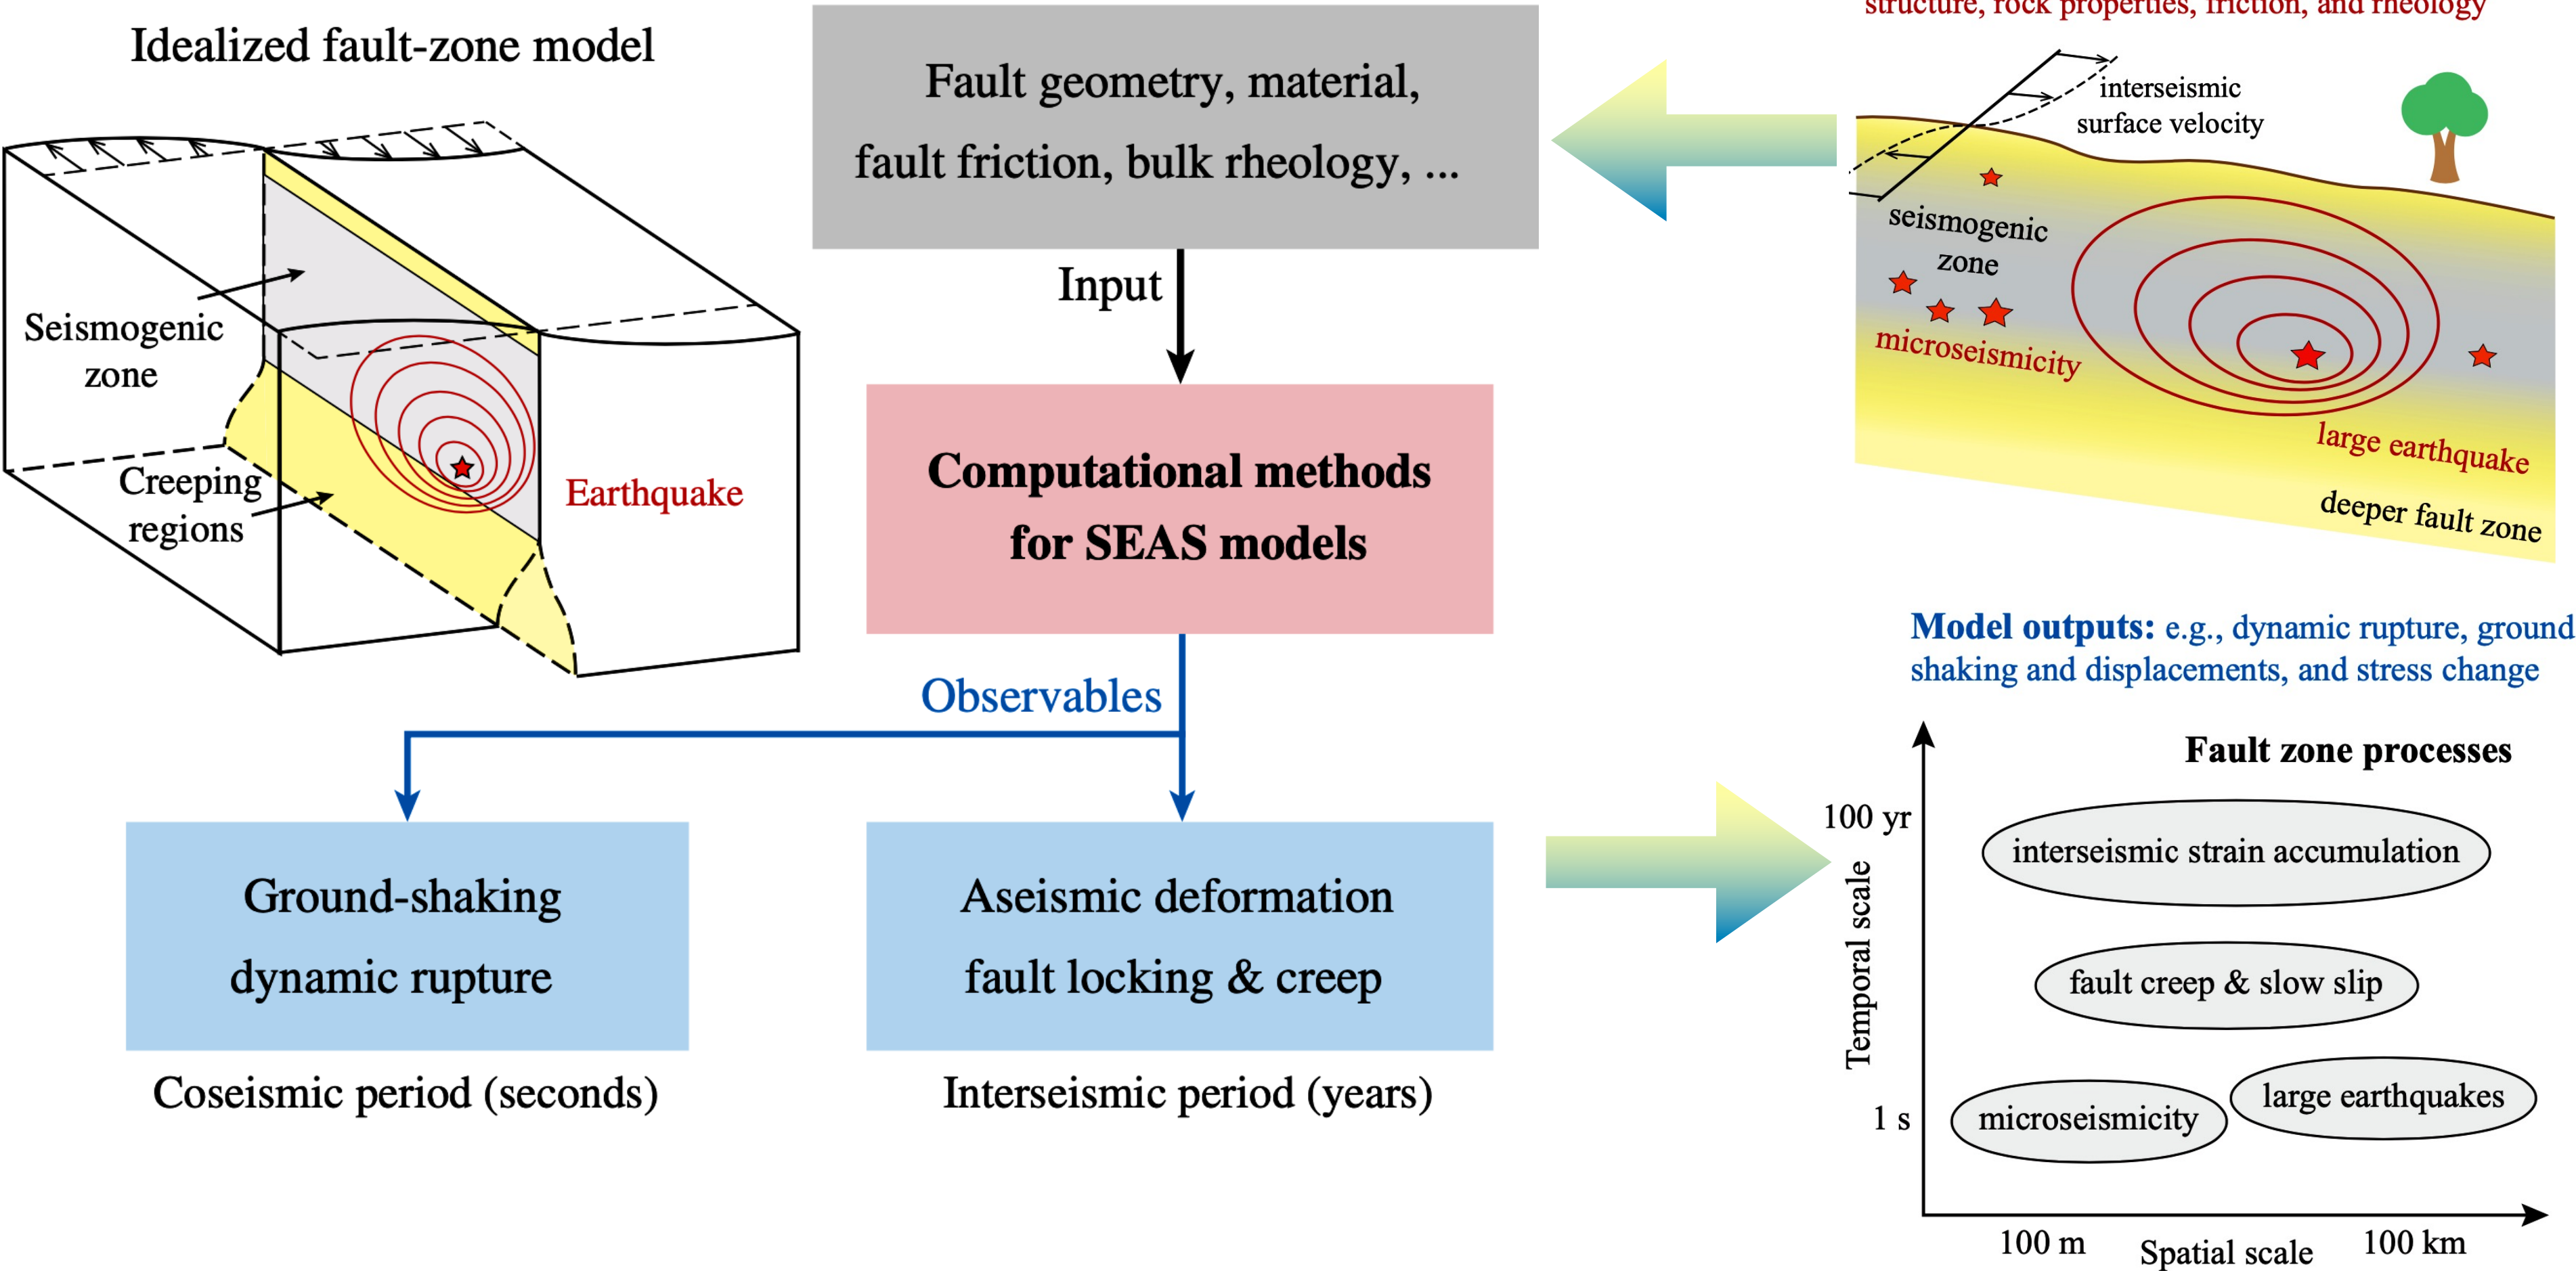 Idealized fault-zone model
Seismogenic
zone
Creeping
regions
Earthquake
Fault geometry, material,
fault friction, bulk rheology, ...
Input
Computational methods
for SEAS models
Observables
Ground-shaking
dynamic rupture
Coseismic period (seconds)
Aseismic deformation
fault locking & creep
Interseismic period (years)
structure, rock properties, friction, and rheology
interseismic
surface velocity
seismogenic
zone
microseismicity
large earthquake
deeper fault zone
Model outputs: e.g., dynamic rupture, ground
shaking and displacements, and stress change
Fault zone processes
100 yr
Temporal scale
1 s
interseismic strain accumulation
fault creep & slow slip
large earthquakes
microseismicity
100 m
Spatial scale
100 km